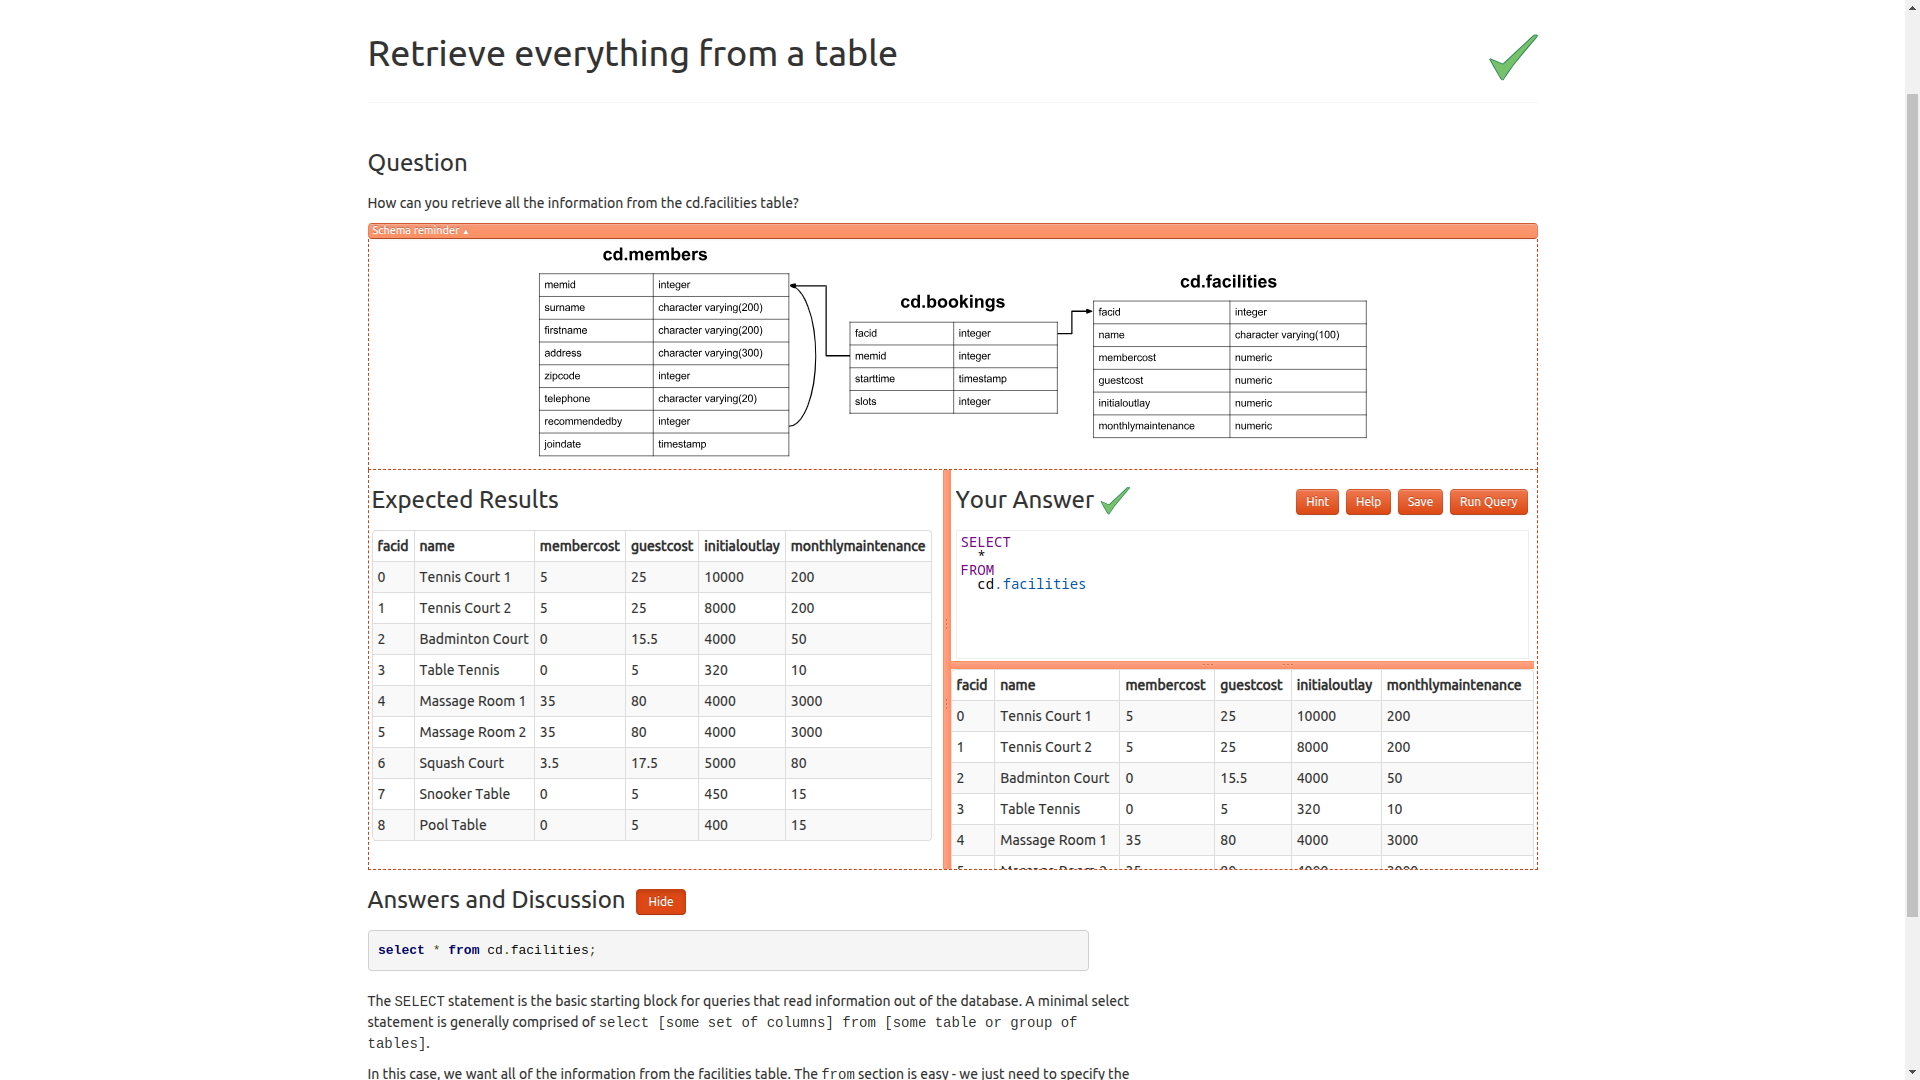 Retrieve everything from a table
Question
How can you retrieve all the information from the cd.facilities table?
Schema reminder ▲
cd.members
memid integer
surname character varying(200)
firstname character varying(200)
address character varying(300)
zipcode integer
telephone character varying(20)
recommendedby integer
joindate timestamp
cd.bookings
facid integer
memid integer
starttime timestamp
slots integer
cd.facilities
facid integer
name character varying(100)
membercost numeric
guestcost numeric
initialoutlay numeric
monthlymaintenance numeric
Expected Results
facid name membercost guestcost initialoutlay monthlymaintenance
0 Tennis Court 1 5 25 10000 200
1 Tennis Court 2 5 25 8000 200
2 Badminton Court 0 15.5 4000 50
3 Table Tennis 0 5 320 10
4 Massage Room 1 35 80 4000 3000
5 Massage Room 2 35 80 4000 3000
6 Squash Court 3.5 17.5 5000 80
7 Snooker Table 0 5 450 15
8 Pool Table 0 5 400 15
Your Answer
Hint Help Save Run Query
SELECT
*
FROM
cd.facilities
facid name membercost guestcost initialoutlay monthlymaintenance
0 Tennis Court 1 5 25 10000 200
1 Tennis Court 2 5 25 8000 200
2 Badminton Court 0 15.5 4000 50
3 Table Tennis 0 5 320 10
4 Massage Room 1 35 80 4000 3000
Answers and Discussion Hide
select * from cd.facilities;
The SELECT statement is the basic starting block for queries that read information out of the database. A minimal select
statement is generally comprised of select [some set of columns] from [some table or group of
tables].
In this case, we want all of the information from the facilities table. The from section is easy - we just need to specify the